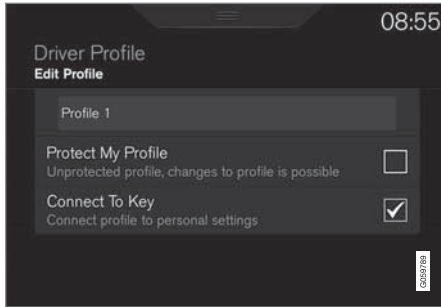 08:55
Driver Profile
Edit Profile
Profile 1
Protect My Profile
Unprotected profile, changes to profile is possible
Connect To Key
Connect profile to personal settings
G059789